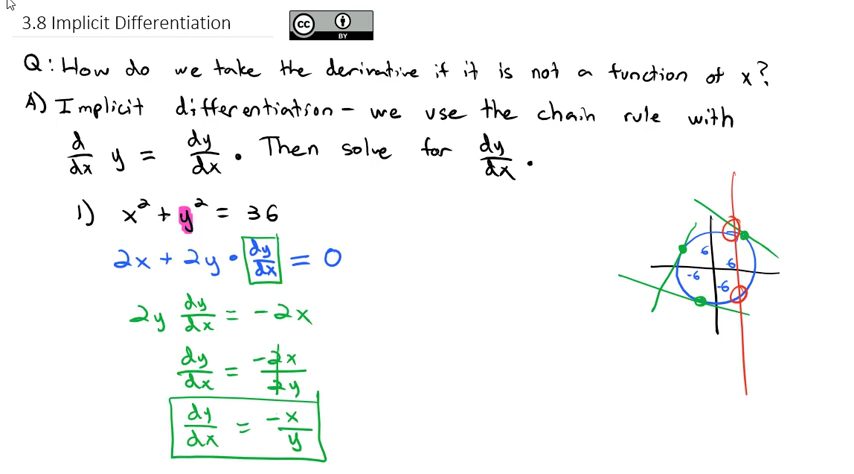 3.8 Implicit Differentiation
cc BY
Q: How do we take the derivative if it is not a function of x?
A) Implicit differentiation - we use the chain rule with
d/dx y = dy/dx. Then solve for dy/dx.
1) x² + y² = 36
2x + 2y · dy/dx = 0
2y dy/dx = -2x
dy/dx = -2x/2y
dy/dx = -x/y
6
6
-6
-6